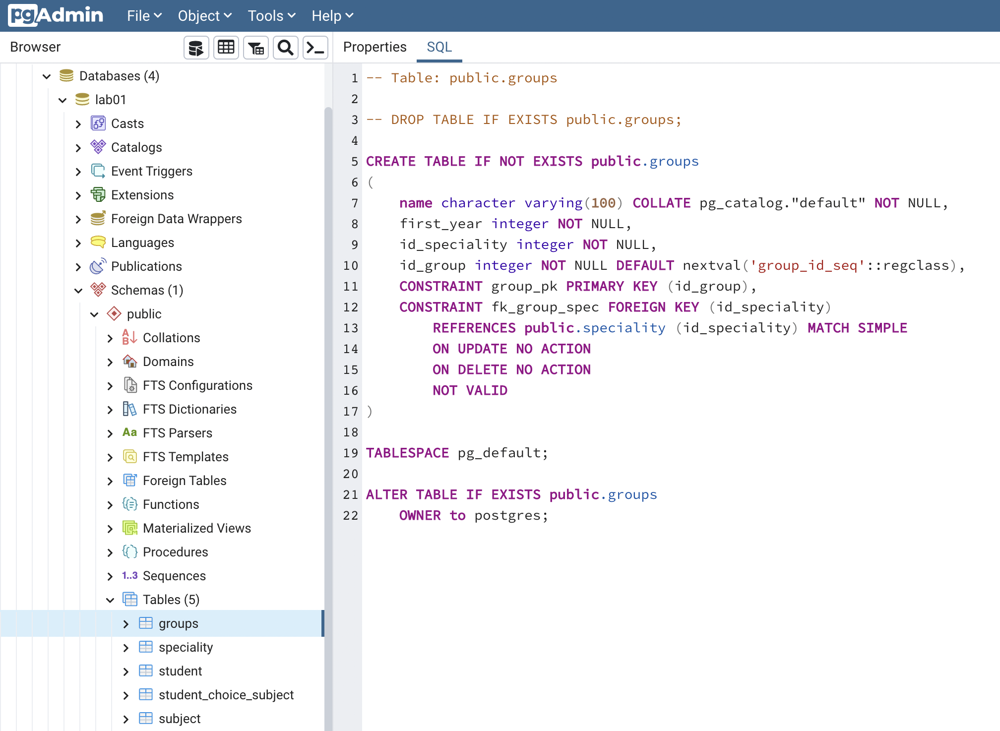 pgAdmin File Object Tools Help
Browser
Properties SQL
Databases (4)
lab01
Casts
Catalogs
Event Triggers
Extensions
Foreign Data Wrappers
Languages
Publications
Schemas (1)
public
Collations
Domains
FTS Configurations
FTS Dictionaries
Aa FTS Parsers
FTS Templates
Foreign Tables
Functions
Materialized Views
Procedures
1..3 Sequences
Tables (5)
groups
speciality
student
student_choice_subject
subject
1 -- Table: public.groups
2
3 -- DROP TABLE IF EXISTS public.groups;
4
5 CREATE TABLE IF NOT EXISTS public.groups
6 (
7     name character varying(100) COLLATE pg_catalog."default" NOT NULL,
8     first_year integer NOT NULL,
9     id_speciality integer NOT NULL,
10     id_group integer NOT NULL DEFAULT nextval('group_id_seq'::regclass),
11     CONSTRAINT group_pk PRIMARY KEY (id_group),
12     CONSTRAINT fk_group_spec FOREIGN KEY (id_speciality)
13         REFERENCES public.speciality (id_speciality) MATCH SIMPLE
14         ON UPDATE NO ACTION
15         ON DELETE NO ACTION
16         NOT VALID
17 )
18
19 TABLESPACE pg_default;
20
21 ALTER TABLE IF EXISTS public.groups
22     OWNER to postgres;